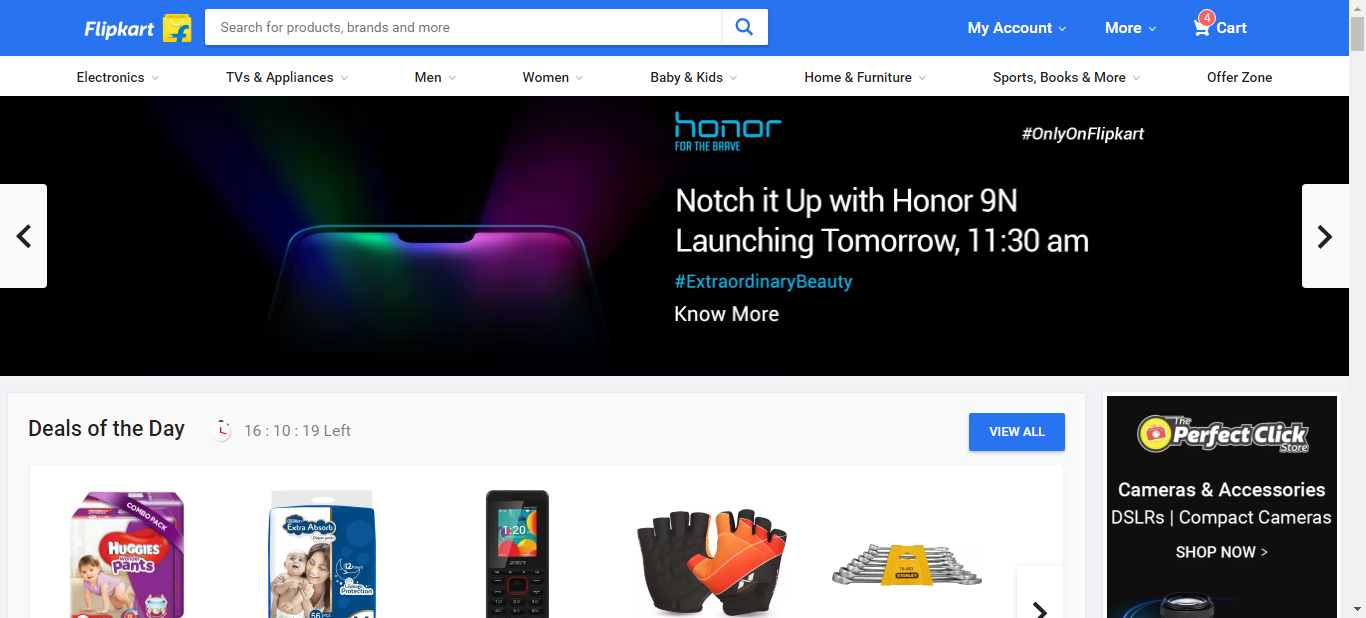 Flipkart
Search for products, brands and more
My Account
More
4
Cart
Electronics
TVs & Appliances
Men
Women
Baby & Kids
Home & Furniture
Sports, Books & More
Offer Zone
honor
FOR THE BRAVE
#OnlyOnFlipkart
Notch it Up with Honor 9N
Launching Tomorrow, 11:30 am
#ExtraordinaryBeauty
Know More
Deals of the Day
16 : 10 : 19 Left
VIEW ALL
COMBO PACK
HUGGIES
Wonder
pants
Extra Absorb
Diaper pants
12hours
Protection
56 pcs
1:20
ZEN
STANLEY
The
Perfect Click
Store
Cameras & Accessories
DSLRs | Compact Cameras
SHOP NOW >